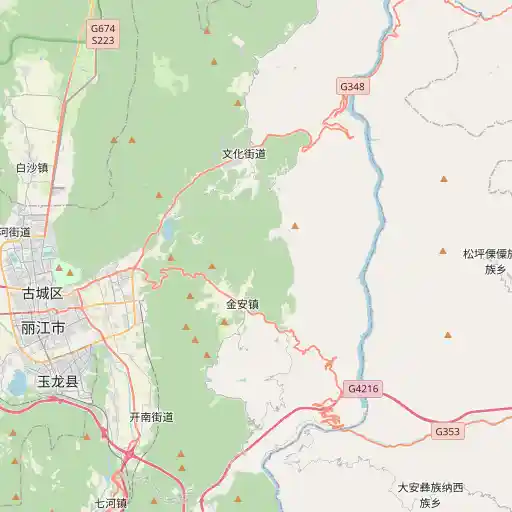 G674
S223
G348
文化街道
白沙镇
河街道
松坪傈僳族
族乡
古城区
金安镇
丽江市
玉龙县
G4216
开南街道
G353
大安彝族纳西
族乡
七河镇